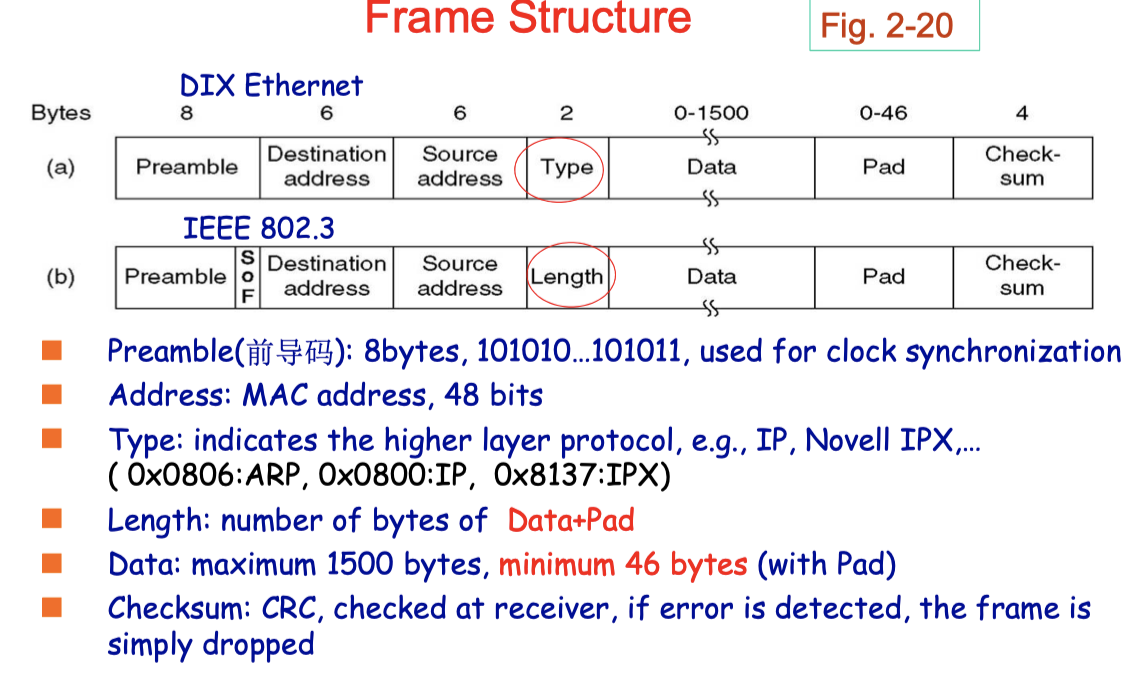 Frame Structure
Fig. 2-20
DIX Ethernet
Bytes 8 6 6 2 0-1500 0-46 4
(a) Preamble Destination address Source address Type Data Pad Check-sum
IEEE 802.3
(b) Preamble SoF Destination address Source address Length Data Pad Check-sum
Preamble(前导码): 8bytes, 101010...101011, used for clock synchronization
Address: MAC address, 48 bits
Type: indicates the higher layer protocol, e.g., IP, Novell IPX,...
( 0x0806:ARP, 0x0800:IP, 0x8137:IPX)
Length: number of bytes of Data+Pad
Data: maximum 1500 bytes, minimum 46 bytes (with Pad)
Checksum: CRC, checked at receiver, if error is detected, the frame is
simply dropped